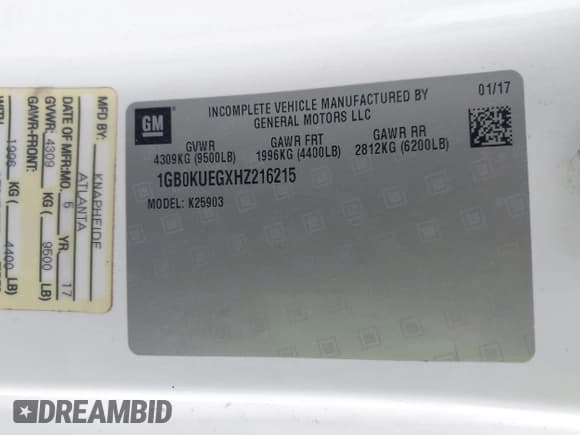 MFD BY: KNAPHEIDE
ATLANTA
DATE OF MFR:MO. 6 YR. 17
GVWR: 4309 KG ( 9500 LB)
GAWR-FRONT:
1996 KG ( 4400 LB)
WITH
GM
INCOMPLETE VEHICLE MANUFACTURED BY
GENERAL MOTORS LLC
01/17
GVWR GAWR FRT GAWR RR
4309KG (9500LB) 1996KG (4400LB) 2812KG (6200LB)
1GB0KUEGXHZ216215
MODEL: K25903
DREAMBID